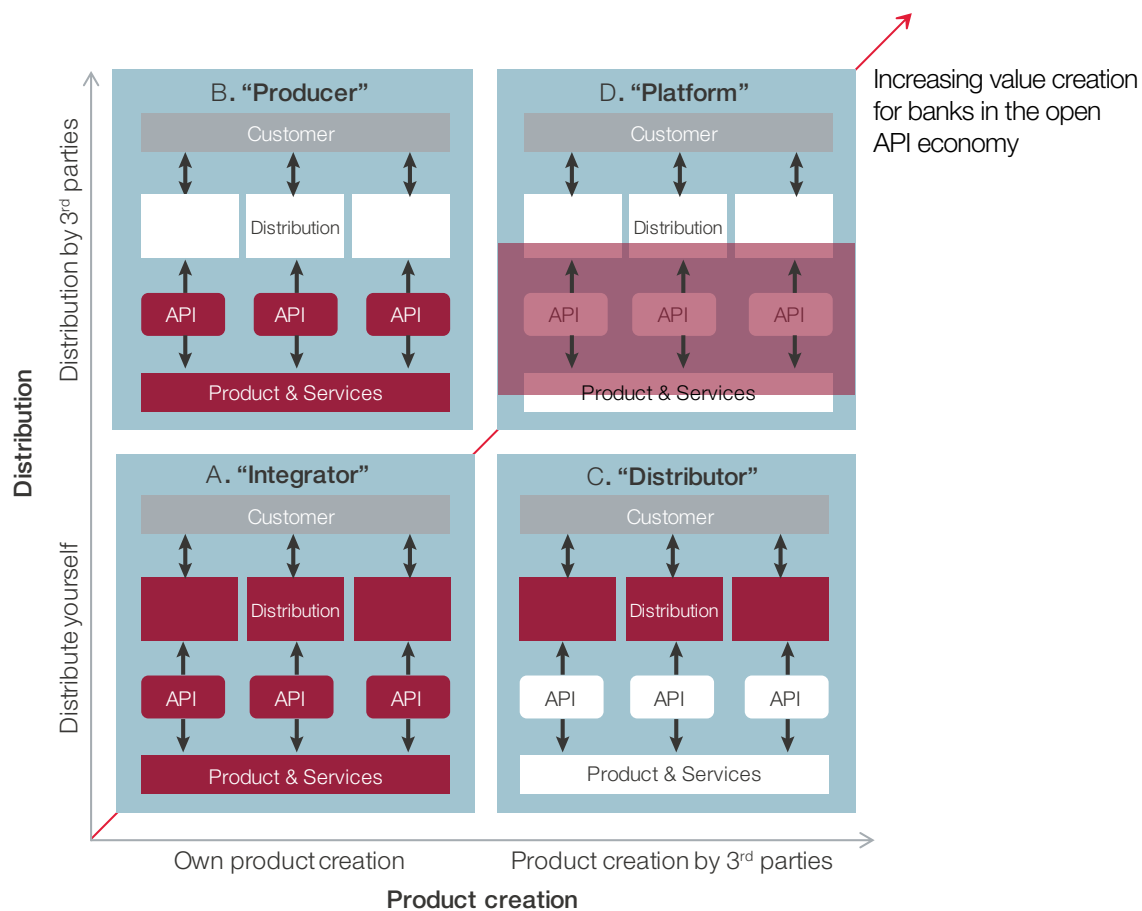 Increasing value creation
for banks in the open
API economy
Distribution
Distribution by 3rd parties
Distribute yourself
B. “Producer”
Customer
Distribution
API
API
API
Product & Services
D. “Platform”
Customer
Distribution
API
API
API
Product & Services
A. “Integrator”
Customer
Distribution
API
API
API
Product & Services
C. “Distributor”
Customer
Distribution
API
API
API
Product & Services
Own product creation
Product creation by 3rd parties
Product creation